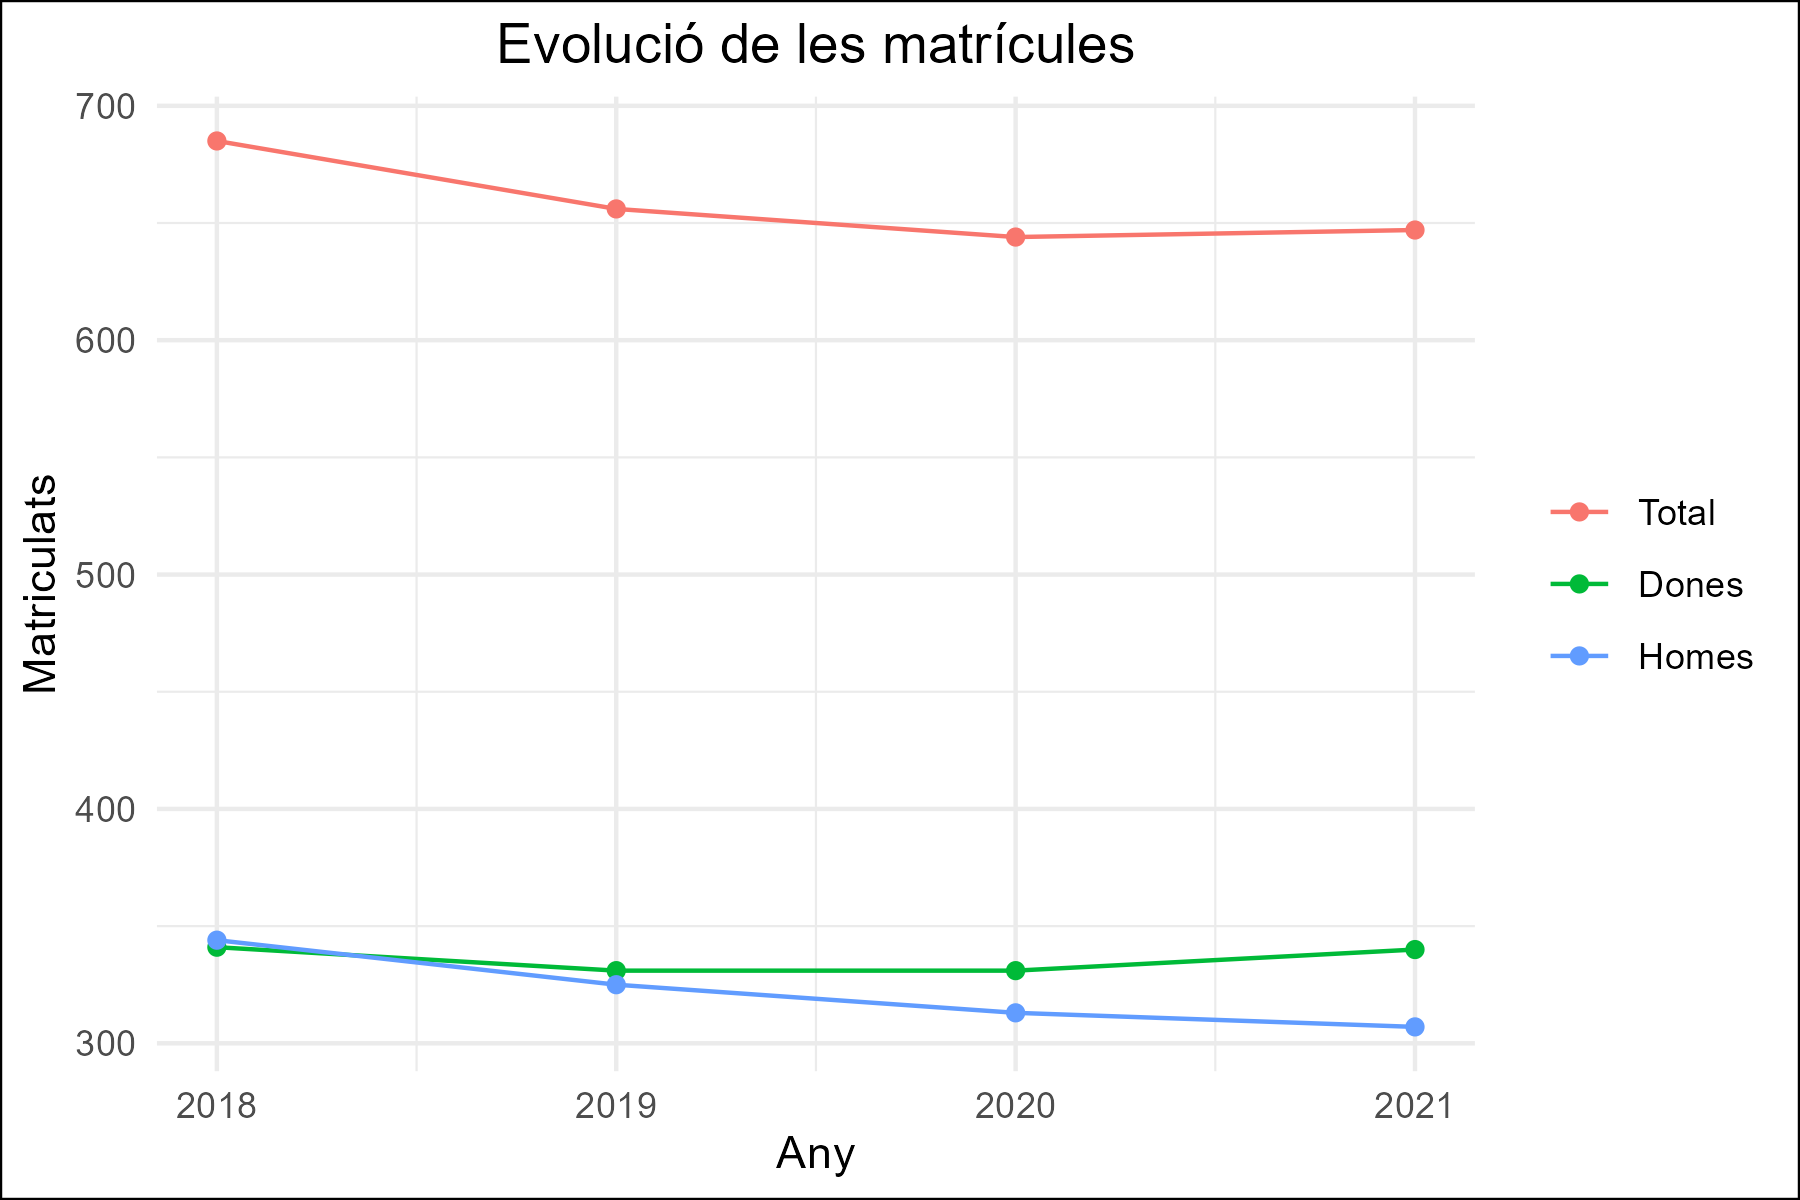 Evolució de les matrícules
700
600
500
400
300
Matriculats
2018 2019 2020 2021
Any
Total
Dones
Homes